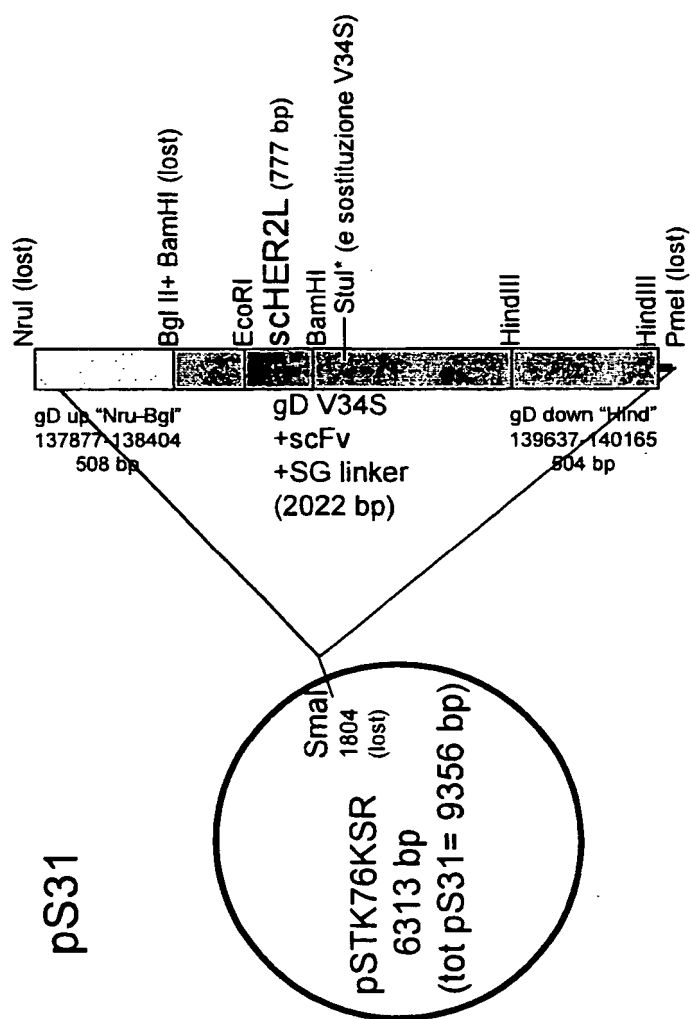 pS31
NruI (lost)
Bgl II+ BamHI (lost)
EcoRI
scHER2L (777 bp)
BamHI
StuI* (e sostituzione V34S)
HindIII
HindIII
PmeI (lost)
gD up "Nru-Bgl"
137877-138404
508 bp
gD V34S
+scFv
+SG linker
(2022 bp)
gD down "Hind"
139637-140165
504 bp
SmaI
1804
(lost)
pSTK76KSR
6313 bp
(tot pS31= 9356 bp)